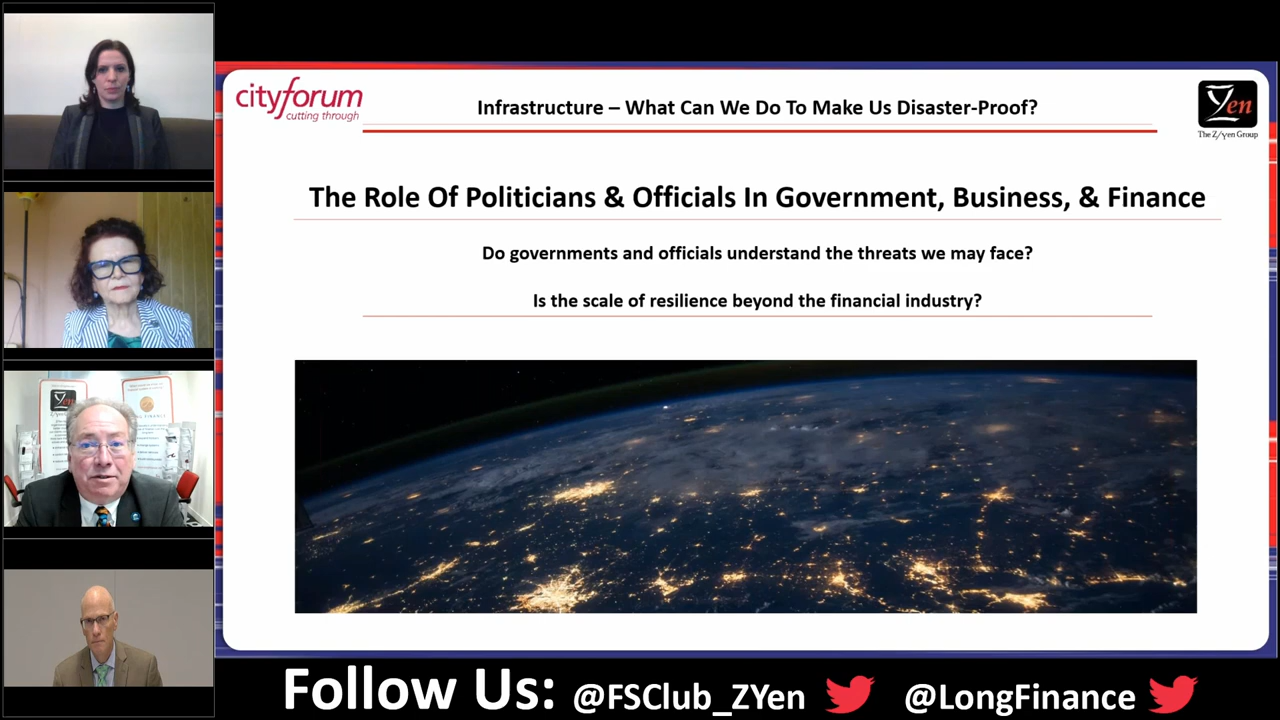 cityforum
cutting through
Infrastructure – What Can We Do To Make Us Disaster-Proof?
Z/Yen
The Z/yen Group
The Role Of Politicians & Officials In Government, Business, & Finance
Do governments and officials understand the threats we may face?
Is the scale of resilience beyond the financial industry?
Follow Us: @FSClub_ZYen @LongFinance